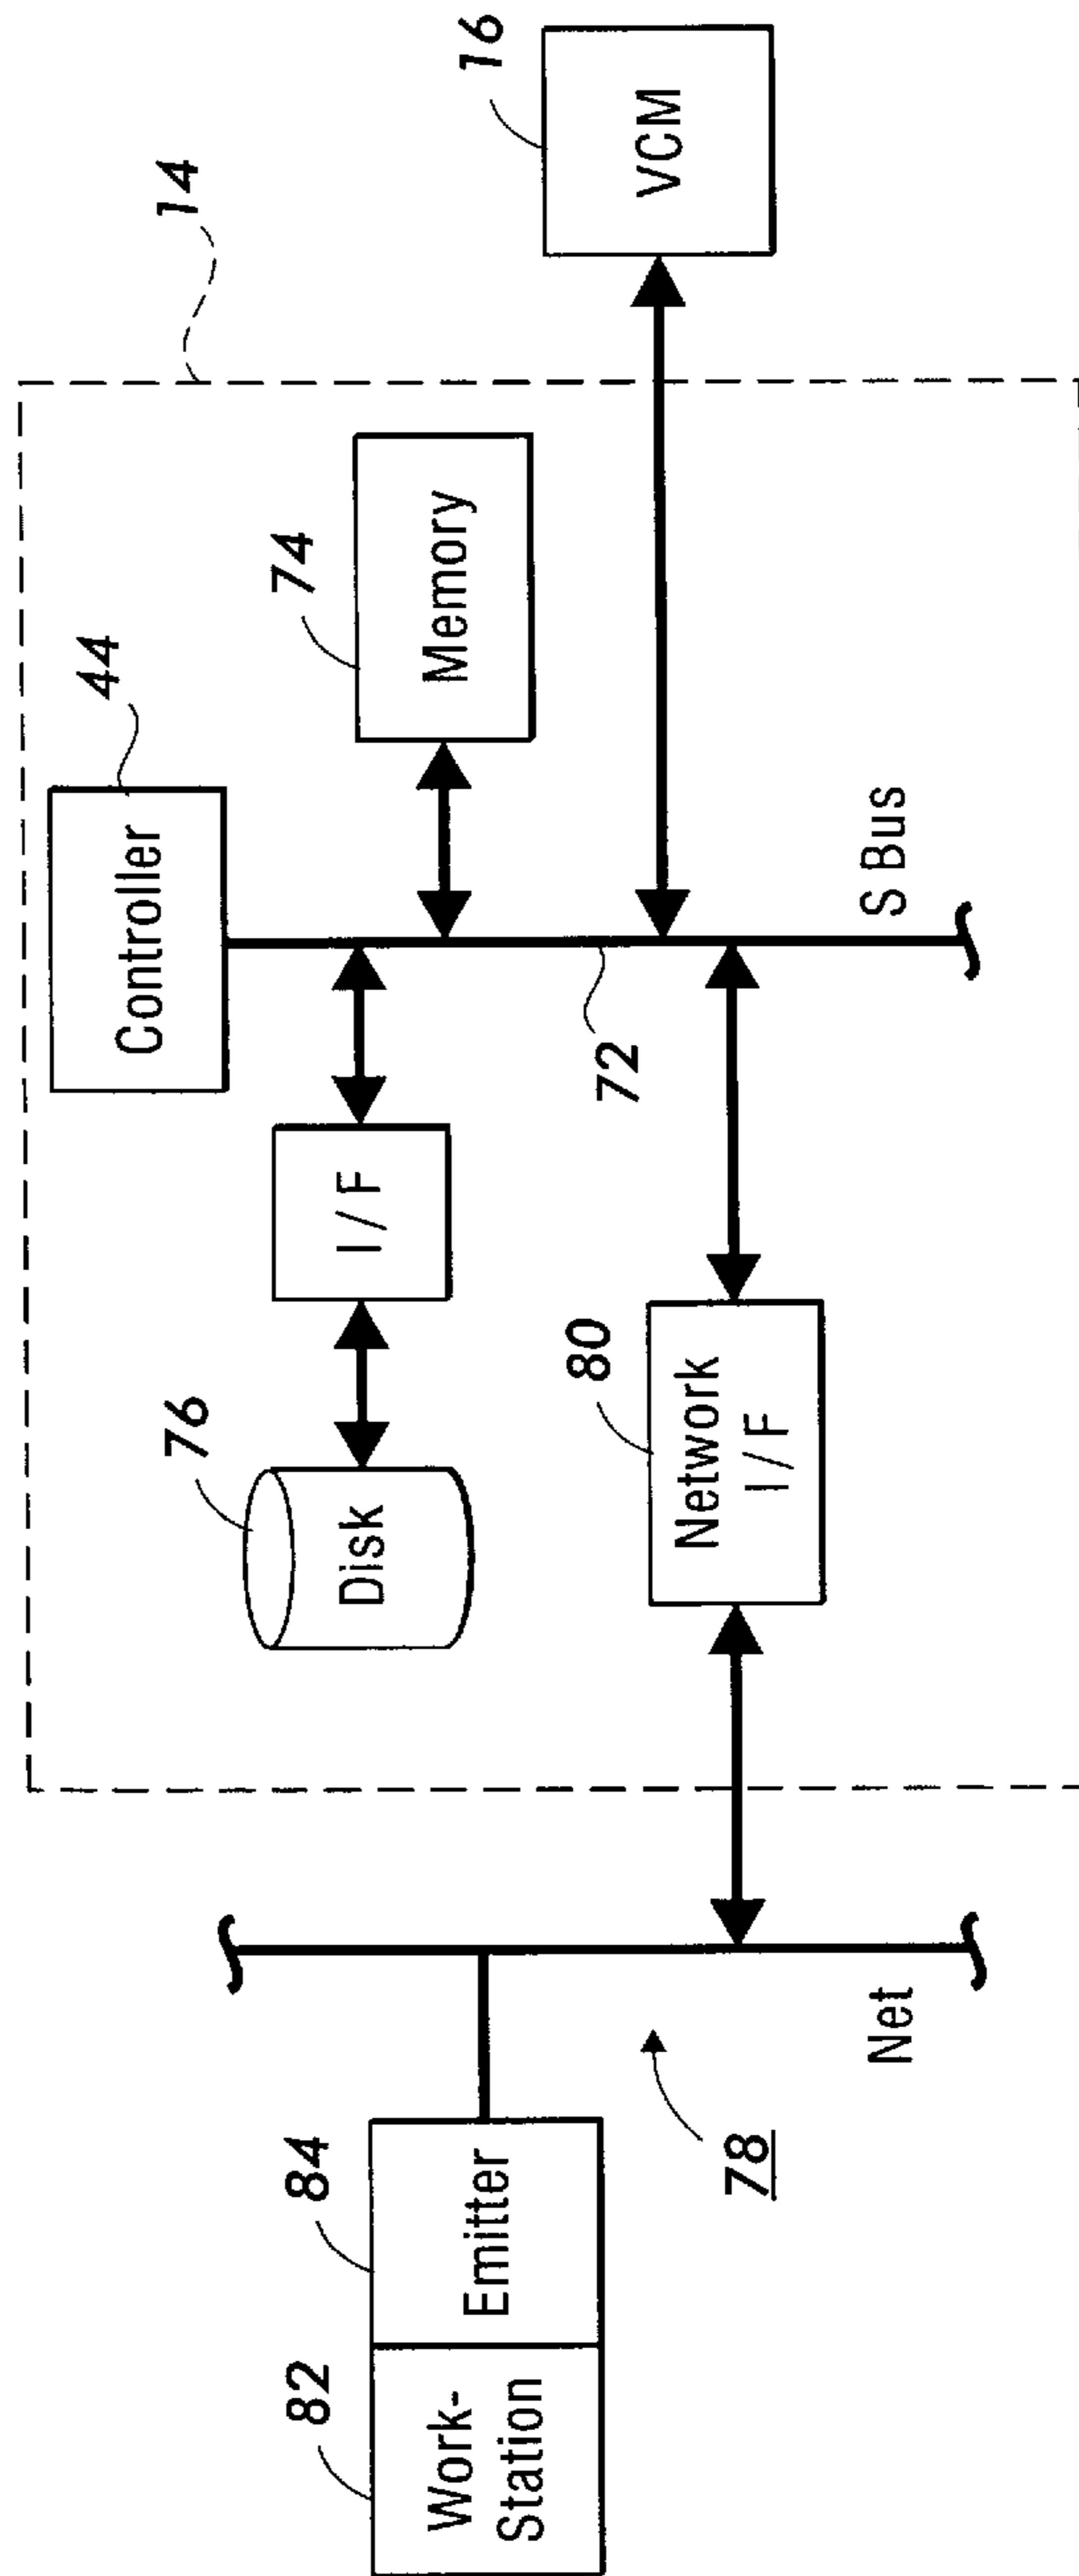 14
44
Controller
74
Memory
16
VCM
76
Disk
I/F
72
S Bus
80
Network
I/F
82
Work-
Station
84
Emitter
78
Net